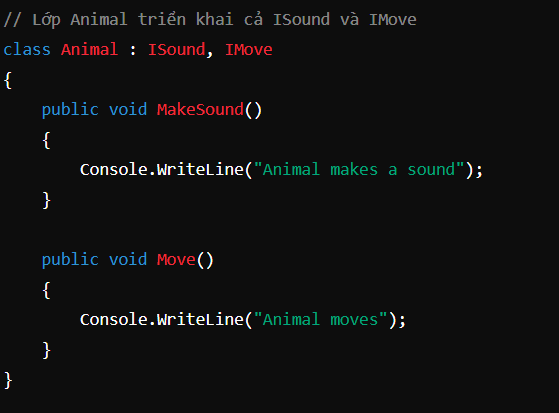 // Lớp Animal triển khai cả ISound và IMove
class Animal : ISound, IMove
{
    public void MakeSound()
    {
        Console.WriteLine("Animal makes a sound");
    }

    public void Move()
    {
        Console.WriteLine("Animal moves");
    }
}